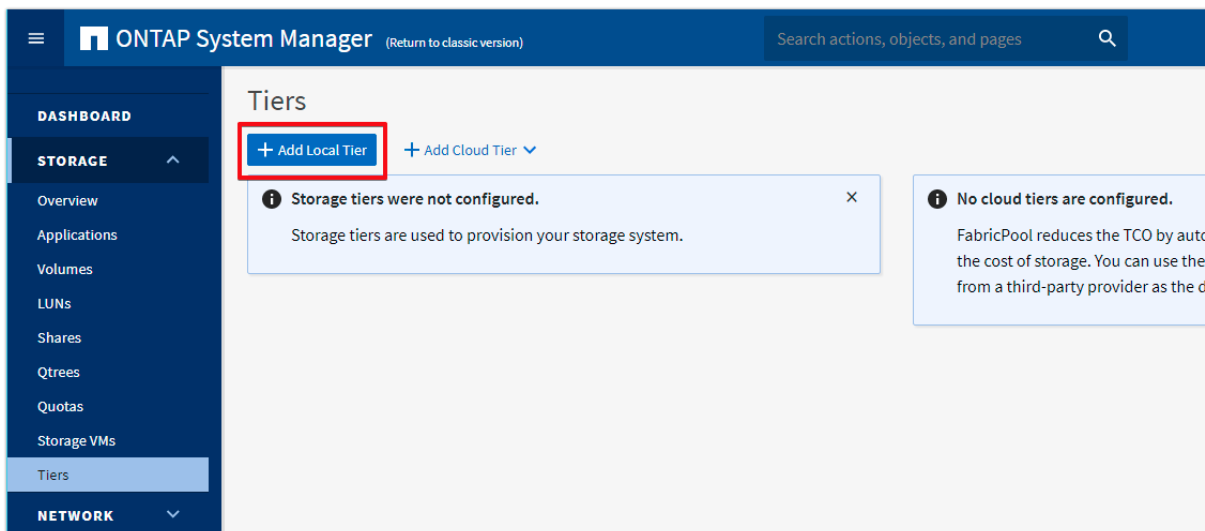 ONTAP System Manager (Return to classic version)
Search actions, objects, and pages
DASHBOARD
STORAGE
Overview
Applications
Volumes
LUNs
Shares
Qtrees
Quotas
Storage VMs
Tiers
NETWORK
Tiers
+ Add Local Tier
+ Add Cloud Tier
Storage tiers were not configured.
Storage tiers are used to provision your storage system.
No cloud tiers are configured.
FabricPool reduces the TCO by auto
the cost of storage. You can use the
from a third-party provider as the d